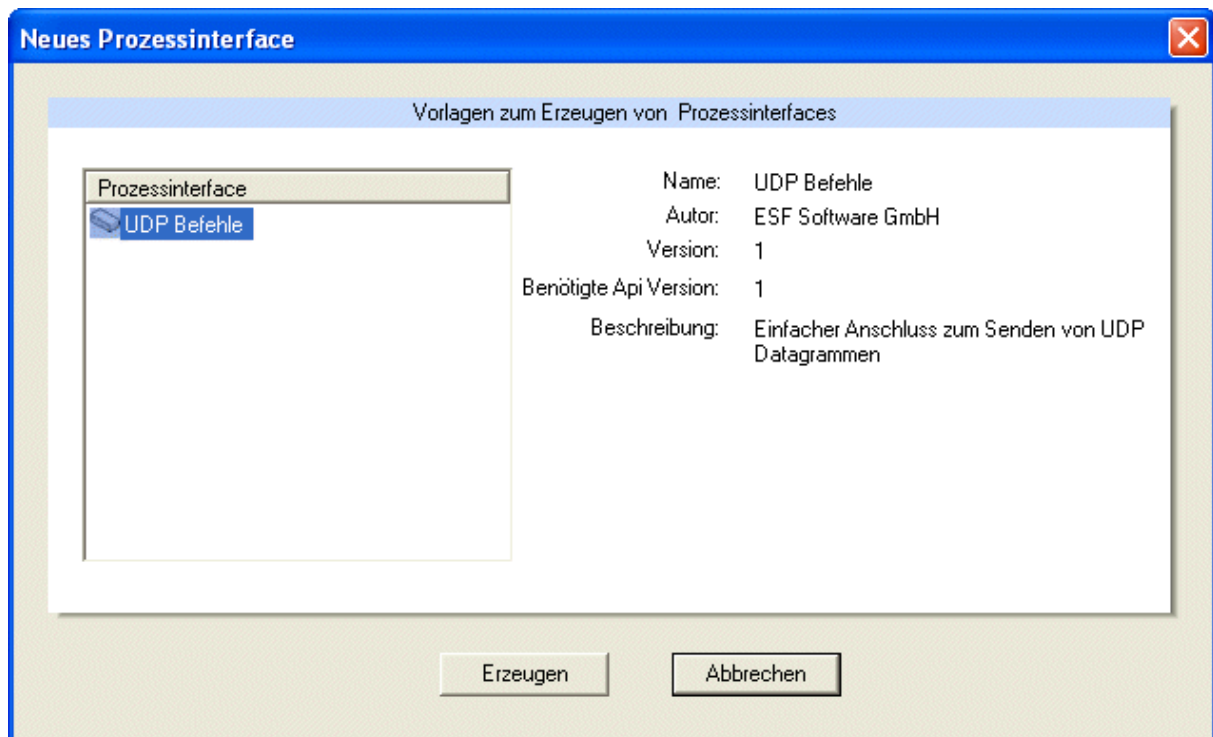 Neues Prozessinterface
Vorlagen zum Erzeugen von Prozessinterfaces
Prozessinterface
UDP Befehle
Name: UDP Befehle
Autor: ESF Software GmbH
Version: 1
Benötigte Api Version: 1
Beschreibung: Einfacher Anschluss zum Senden von UDP
Datagrammen
Erzeugen
Abbrechen